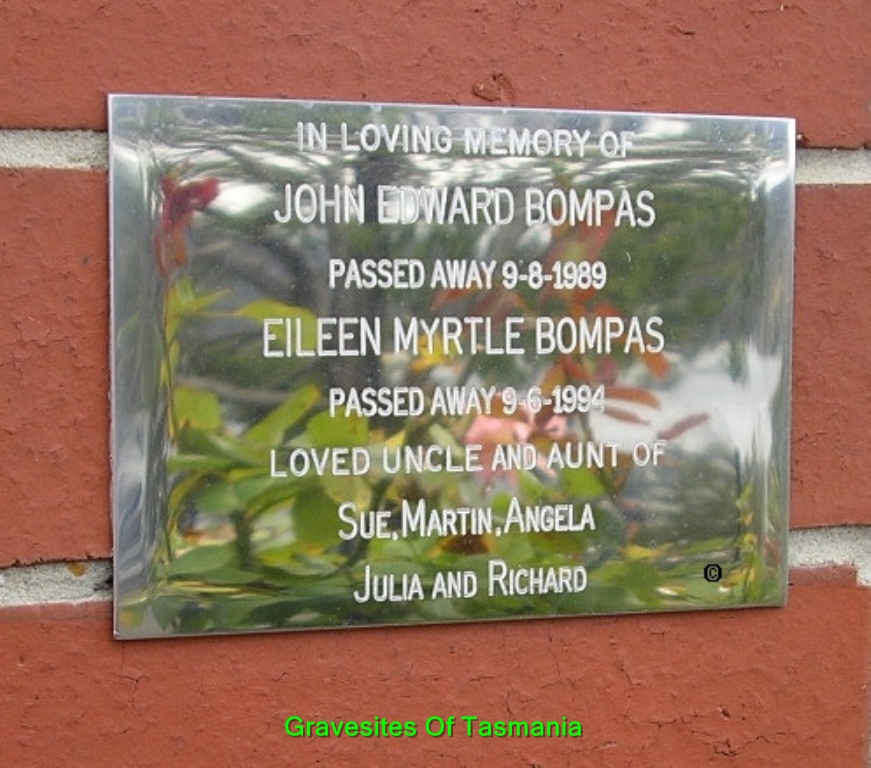 IN LOVING MEMORY OF
JOHN EDWARD BOMPAS
PASSED AWAY 9-8-1989
EILEEN MYRTLE BOMPAS
PASSED AWAY 9-6-1994
LOVED UNCLE AND AUNT OF
SUE, MARTIN, ANGELA
JULIA AND RICHARD
©
Gravesites Of Tasmania